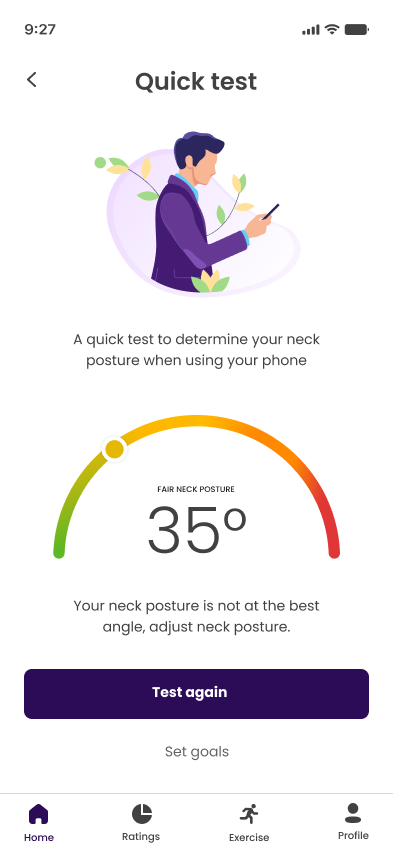 9:27
Quick test
A quick test to determine your neck
posture when using your phone
FAIR NECK POSTURE
35°
Your neck posture is not at the best
angle, adjust neck posture.
Test again
Set goals
Home
Ratings
Exercise
Profile